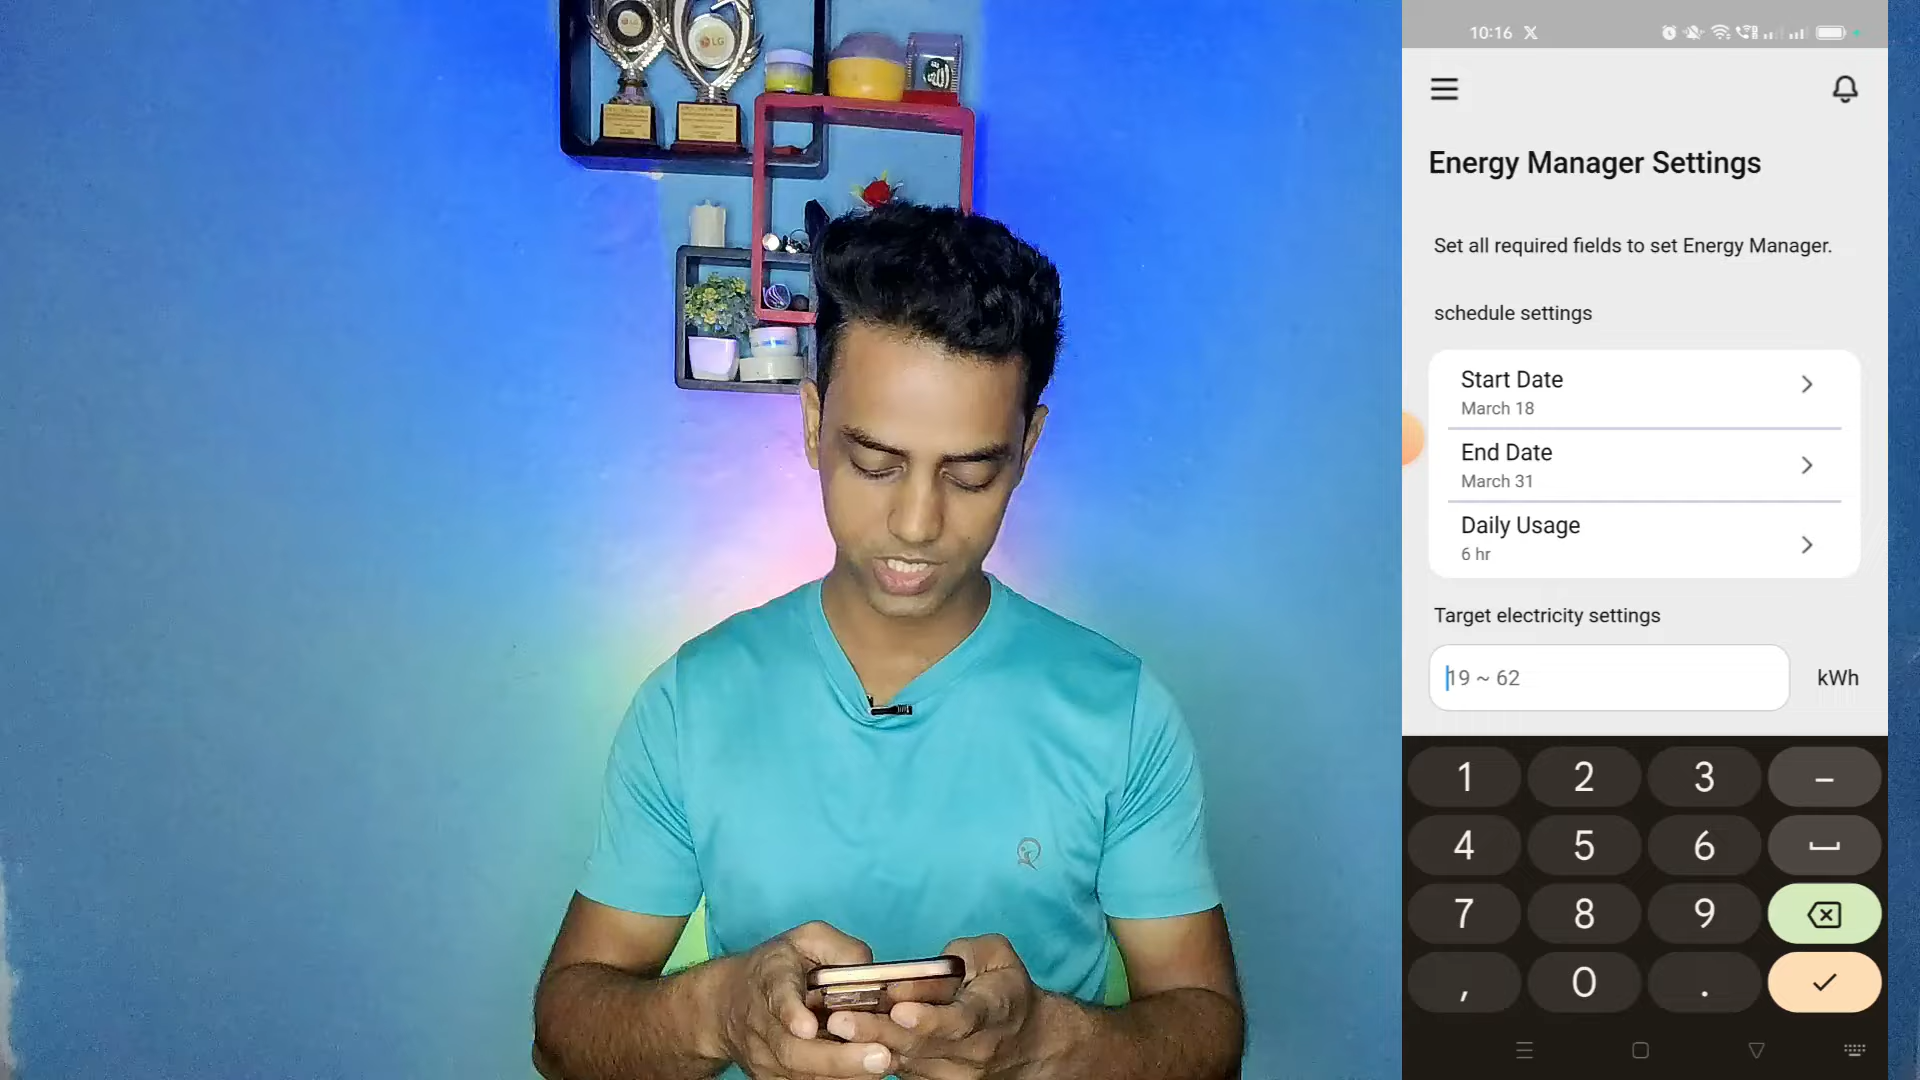 LG
LG
10:16
Energy Manager Settings
Set all required fields to set Energy Manager.
schedule settings
Start Date
March 18
End Date
March 31
Daily Usage
6 hr
Target electricity settings
19 ~ 62
kWh
1 2 3 –
4 5 6
7 8 9
, 0 .